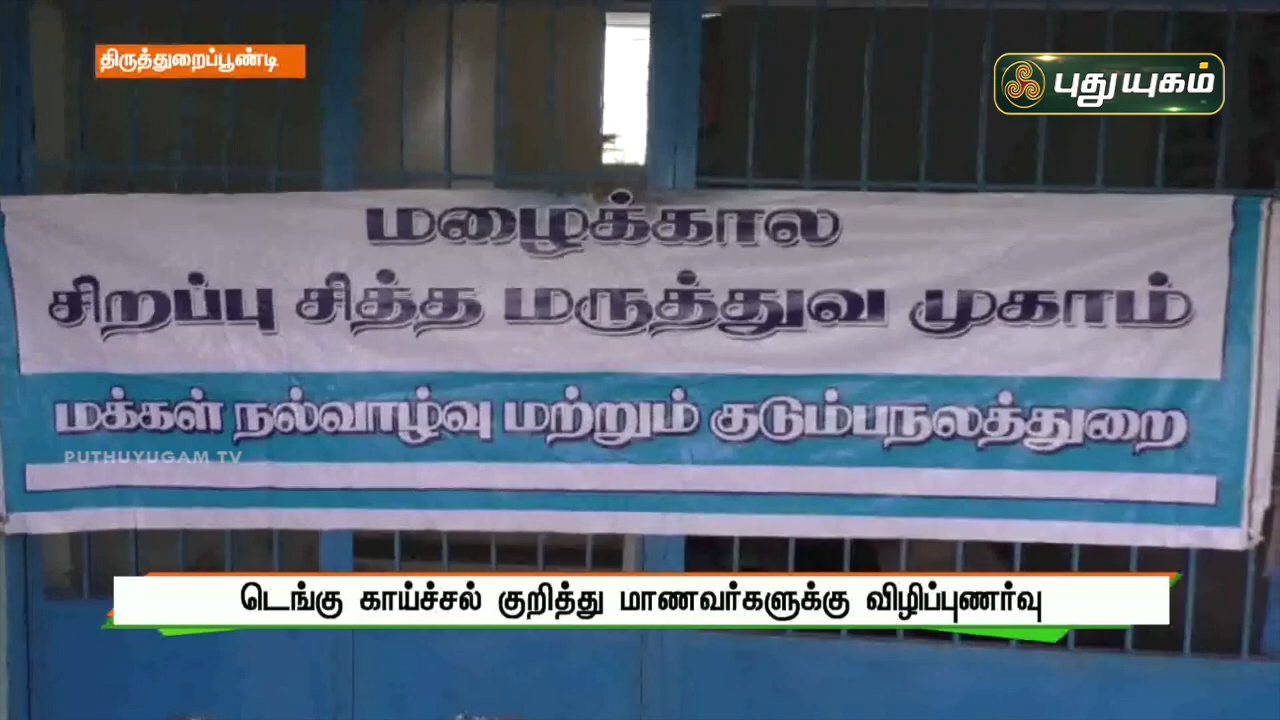 திருத்துறைப்பூண்டி
புதுயுகம்
மழைக்கால
சிறப்பு சித்த மருத்துவ முகாம்
மக்கள் நல்வாழ்வு மற்றும் குடும்பநலத்துறை
PUTHUYUGAM TV
டெங்கு காய்ச்சல் குறித்து மாணவர்களுக்கு விழிப்புணர்வு